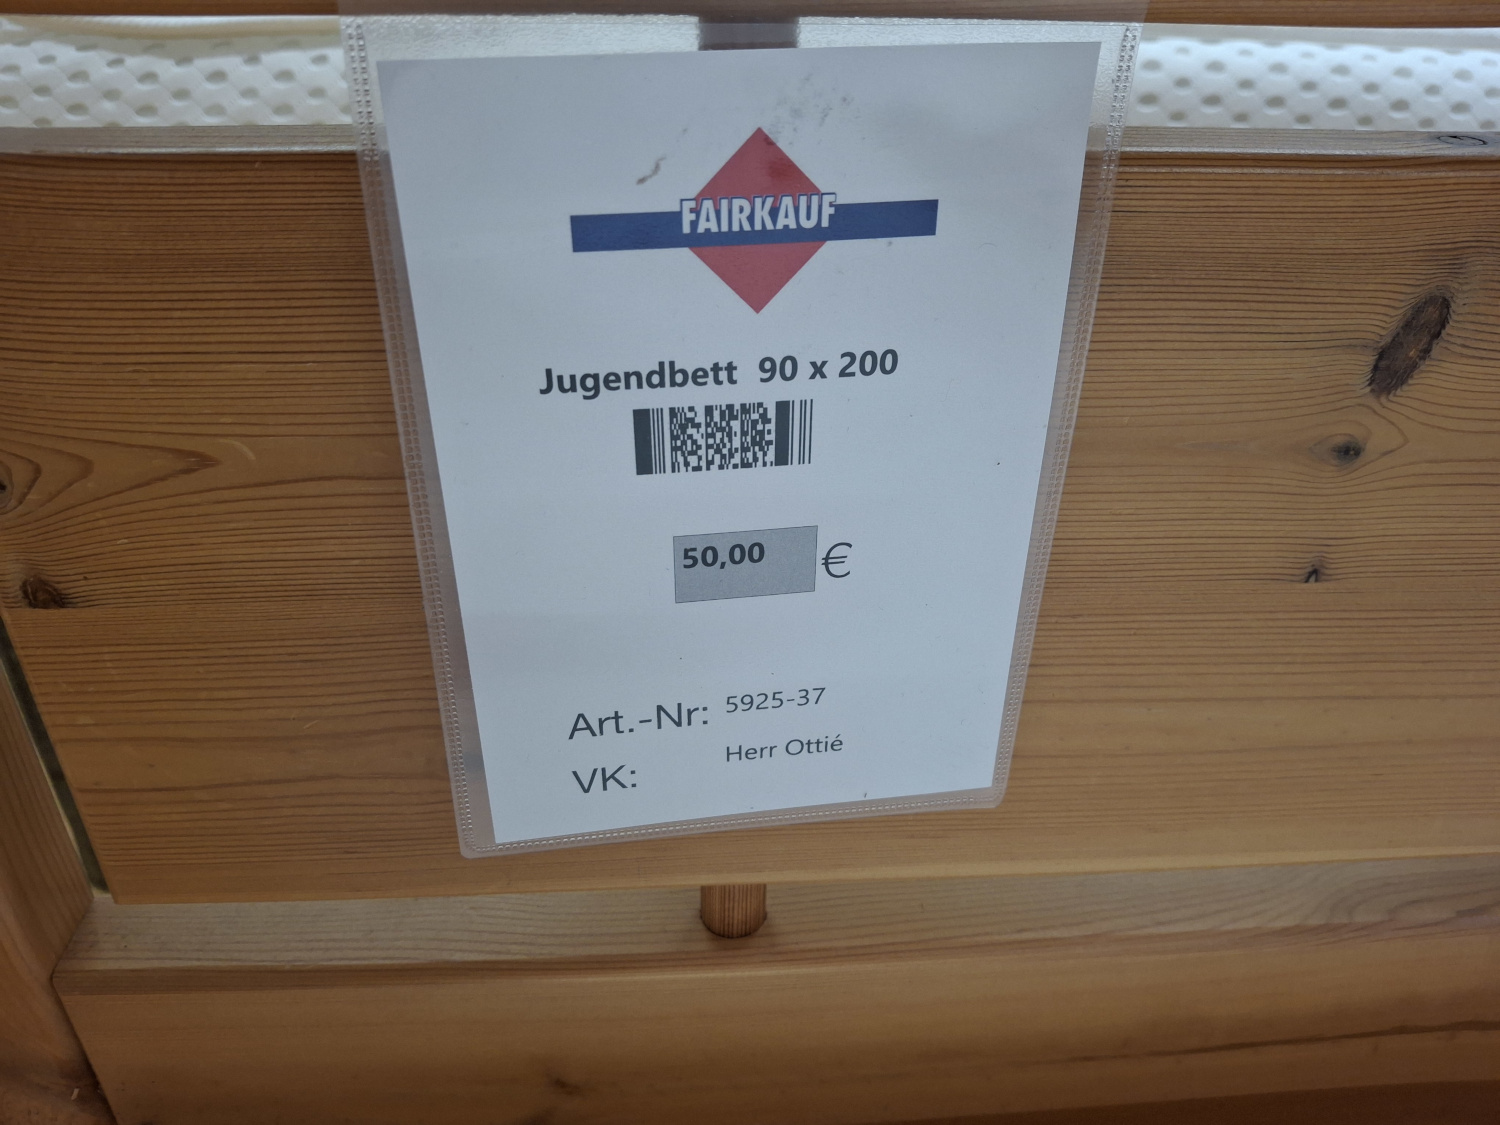 FAIRKAUF
Jugendbett 90 x 200
50,00 €
Art.-Nr: 5925-37
VK: Herr Ottié